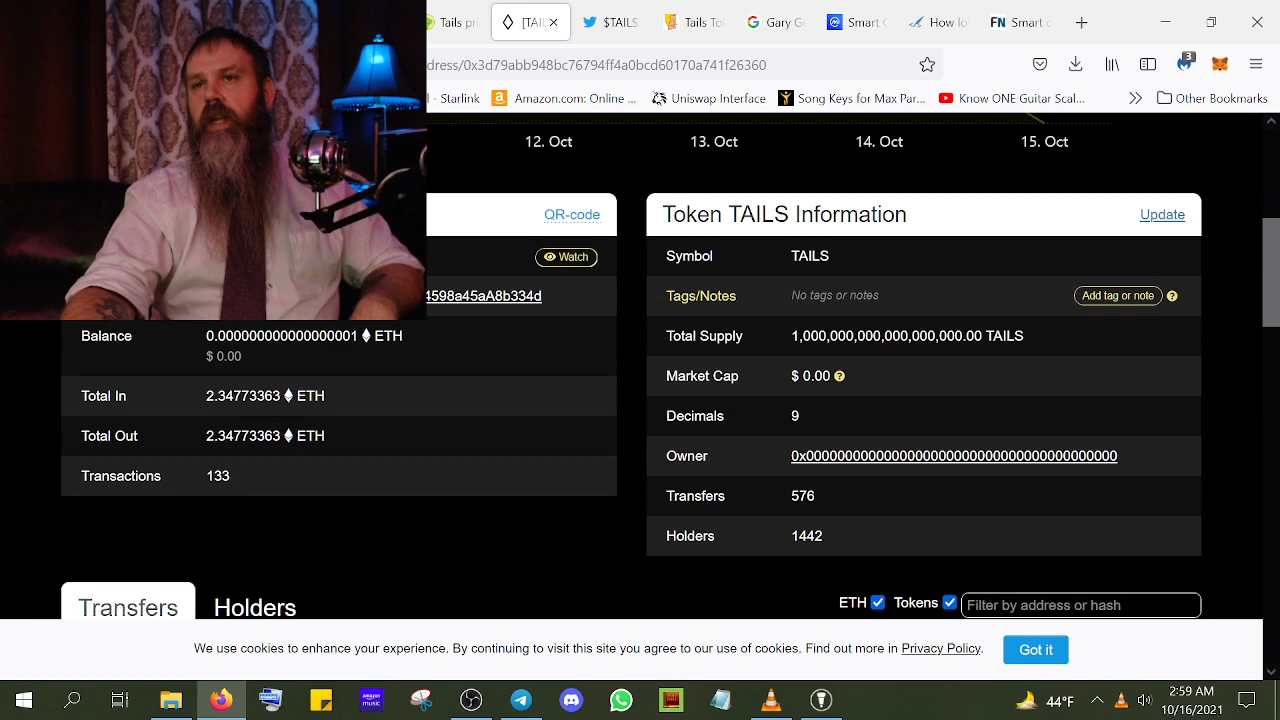 Tails pr
[TAIL
$TAILS
Tails To
Gary Ge
Smart C
How lo
FN Smart c
dress/0x3d79abb948bc76794ff4a0bcd60170a741f26360
3
l - Starlink
Amazon.com: Online ...
Uniswap Interface
Song Keys for Max Par...
Know ONE Guitar Scal...
Other Bookmarks
12. Oct
13. Oct
14. Oct
15. Oct
QR-code
Watch
4598a45aA8b334d
Balance 0.000000000000000001 ETH
$ 0.00
Total In 2.34773363 ETH
Total Out 2.34773363 ETH
Transactions 133
Token TAILS Information Update
Symbol TAILS
Tags/Notes No tags or notes Add tag or note ?
Total Supply 1,000,000,000,000,000,000.00 TAILS
Market Cap $ 0.00 ?
Decimals 9
Owner 0x0000000000000000000000000000000000000000
Transfers 576
Holders 1442
Transfers Holders
ETH Tokens Filter by address or hash
We use cookies to enhance your experience. By continuing to visit this site you agree to our use of cookies. Find out more in Privacy Policy.
Got it
amazon music
44°F
2:59 AM
10/16/2021